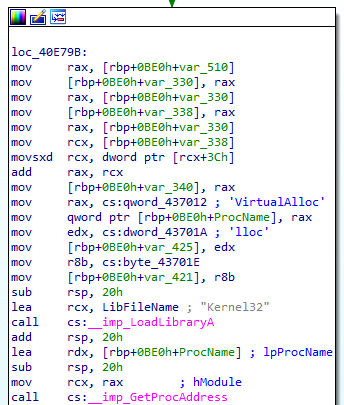 loc_40E79B:
mov rax, [rbp+0BE0h+var_510]
mov [rbp+0BE0h+var_330], rax
mov rax, [rbp+0BE0h+var_330]
mov [rbp+0BE0h+var_338], rax
mov rax, [rbp+0BE0h+var_330]
mov rcx, [rbp+0BE0h+var_338]
movsxd rcx, dword ptr [rcx+3Ch]
add rax, rcx
mov [rbp+0BE0h+var_340], rax
mov rax, cs:qword_437012 ; 'VirtualAlloc'
mov qword ptr [rbp+0BE0h+ProcName], rax
mov edx, cs:dword_43701A ; 'lloc'
mov [rbp+0BE0h+var_425], edx
mov r8b, cs:byte_43701E
mov [rbp+0BE0h+var_421], r8b
sub rsp, 20h
lea rcx, LibFileName ; "Kernel32"
call cs:__imp_LoadLibraryA
add rsp, 20h
lea rdx, [rbp+0BE0h+ProcName] ; lpProcName
sub rsp, 20h
mov rcx, rax ; hModule
call cs:__imp_GetProcAddress